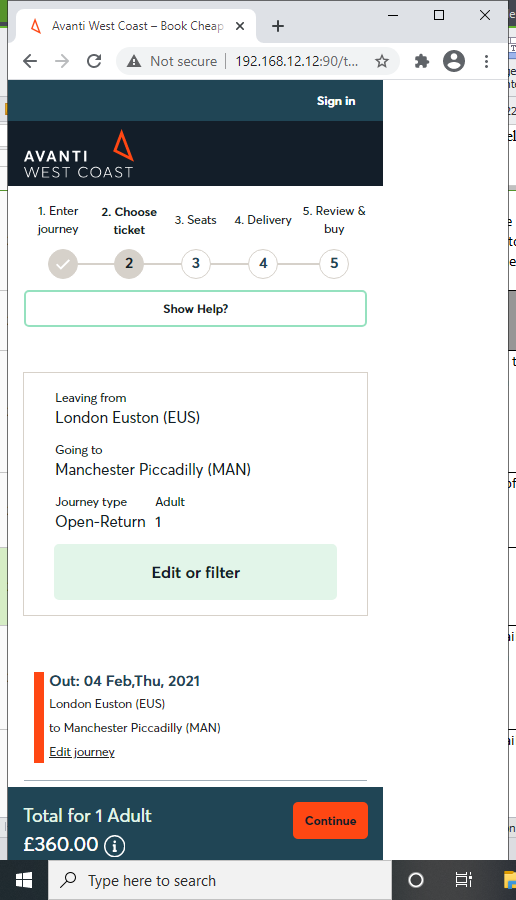 Avanti West Coast – Book Cheap
Not secure
192.168.12.12:90/t...
Sign in
AVANTI
WEST COAST
1. Enter journey
2. Choose ticket
3. Seats
4. Delivery
5. Review & buy
2
3
4
5
Show Help?
Leaving from
London Euston (EUS)
Going to
Manchester Piccadilly (MAN)
Journey type
Adult
Open-Return
1
Edit or filter
Out: 04 Feb,Thu, 2021
London Euston (EUS)
to Manchester Piccadilly (MAN)
Edit journey
Total for 1 Adult
£360.00
Continue
Type here to search